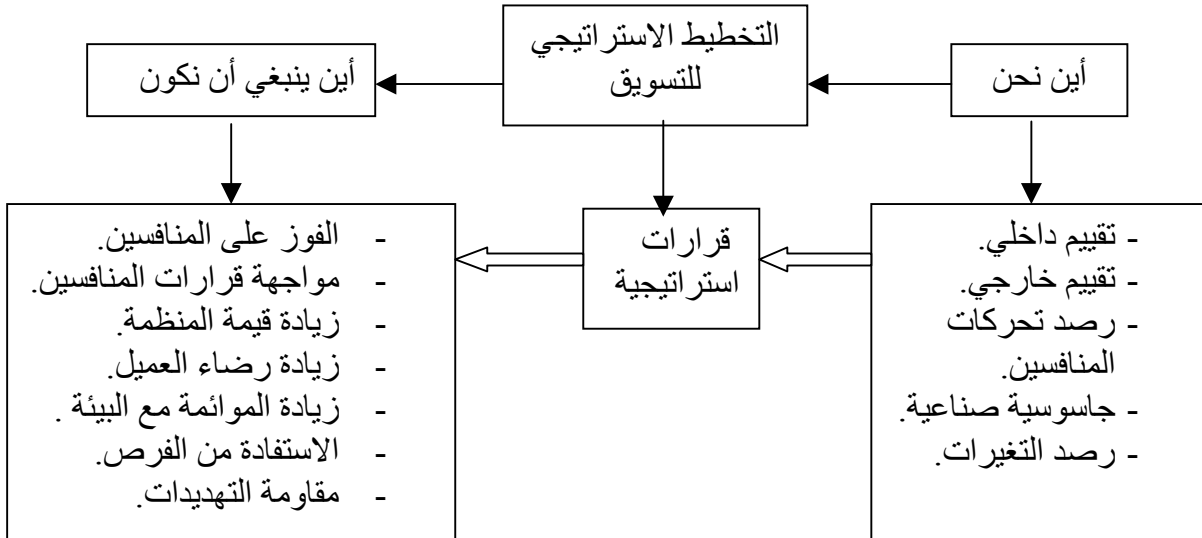 أين نحن
التخطيط الاستراتيجي
للتسويق
أين ينبغي أن نكون
- تقييم داخلي.
- تقييم خارجي.
- رصد تحركات
المنافسين.
- جاسوسية صناعية.
- رصد التغيرات.
قرارات
استراتيجية
- الفوز على المنافسين.
- مواجهة قرارات المنافسين.
- زيادة قيمة المنظمة.
- زيادة رضاء العميل.
- زيادة الموائمة مع البيئة .
- الاستفادة من الفرص.
- مقاومة التهديدات.